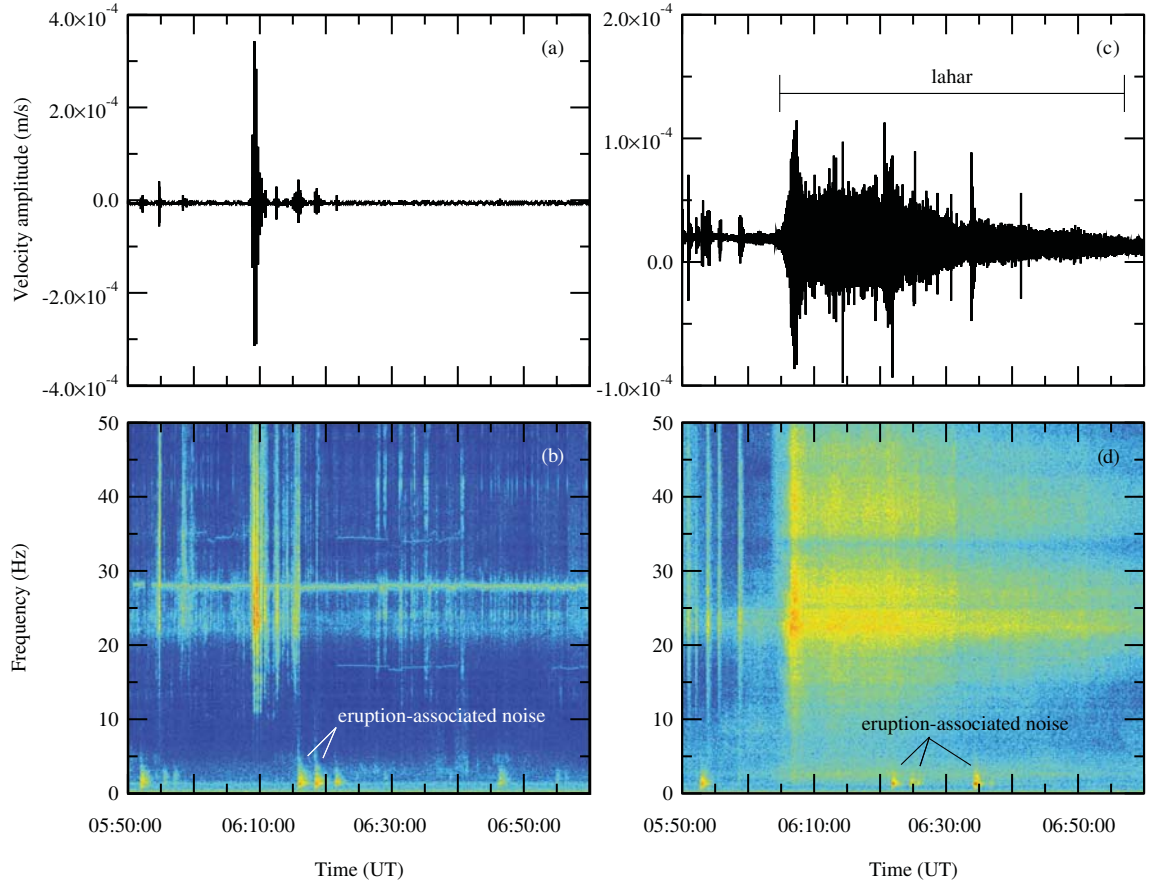 (a)
4.0×10-4
2.0×10-4
0.0
-2.0×10-4
-4.0×10-4
Velocity amplitude (m/s)
(c)
lahar
2.0×10-4
1.0×10-4
0.0
-1.0×10-4
(b)
50
40
30
20
10
0
Frequency (Hz)
eruption-associated noise
05:50:00 06:10:00 06:30:00 06:50:00
Time (UT)
(d)
50
40
30
20
10
0
eruption-associated noise
05:50:00 06:10:00 06:30:00 06:50:00
Time (UT)